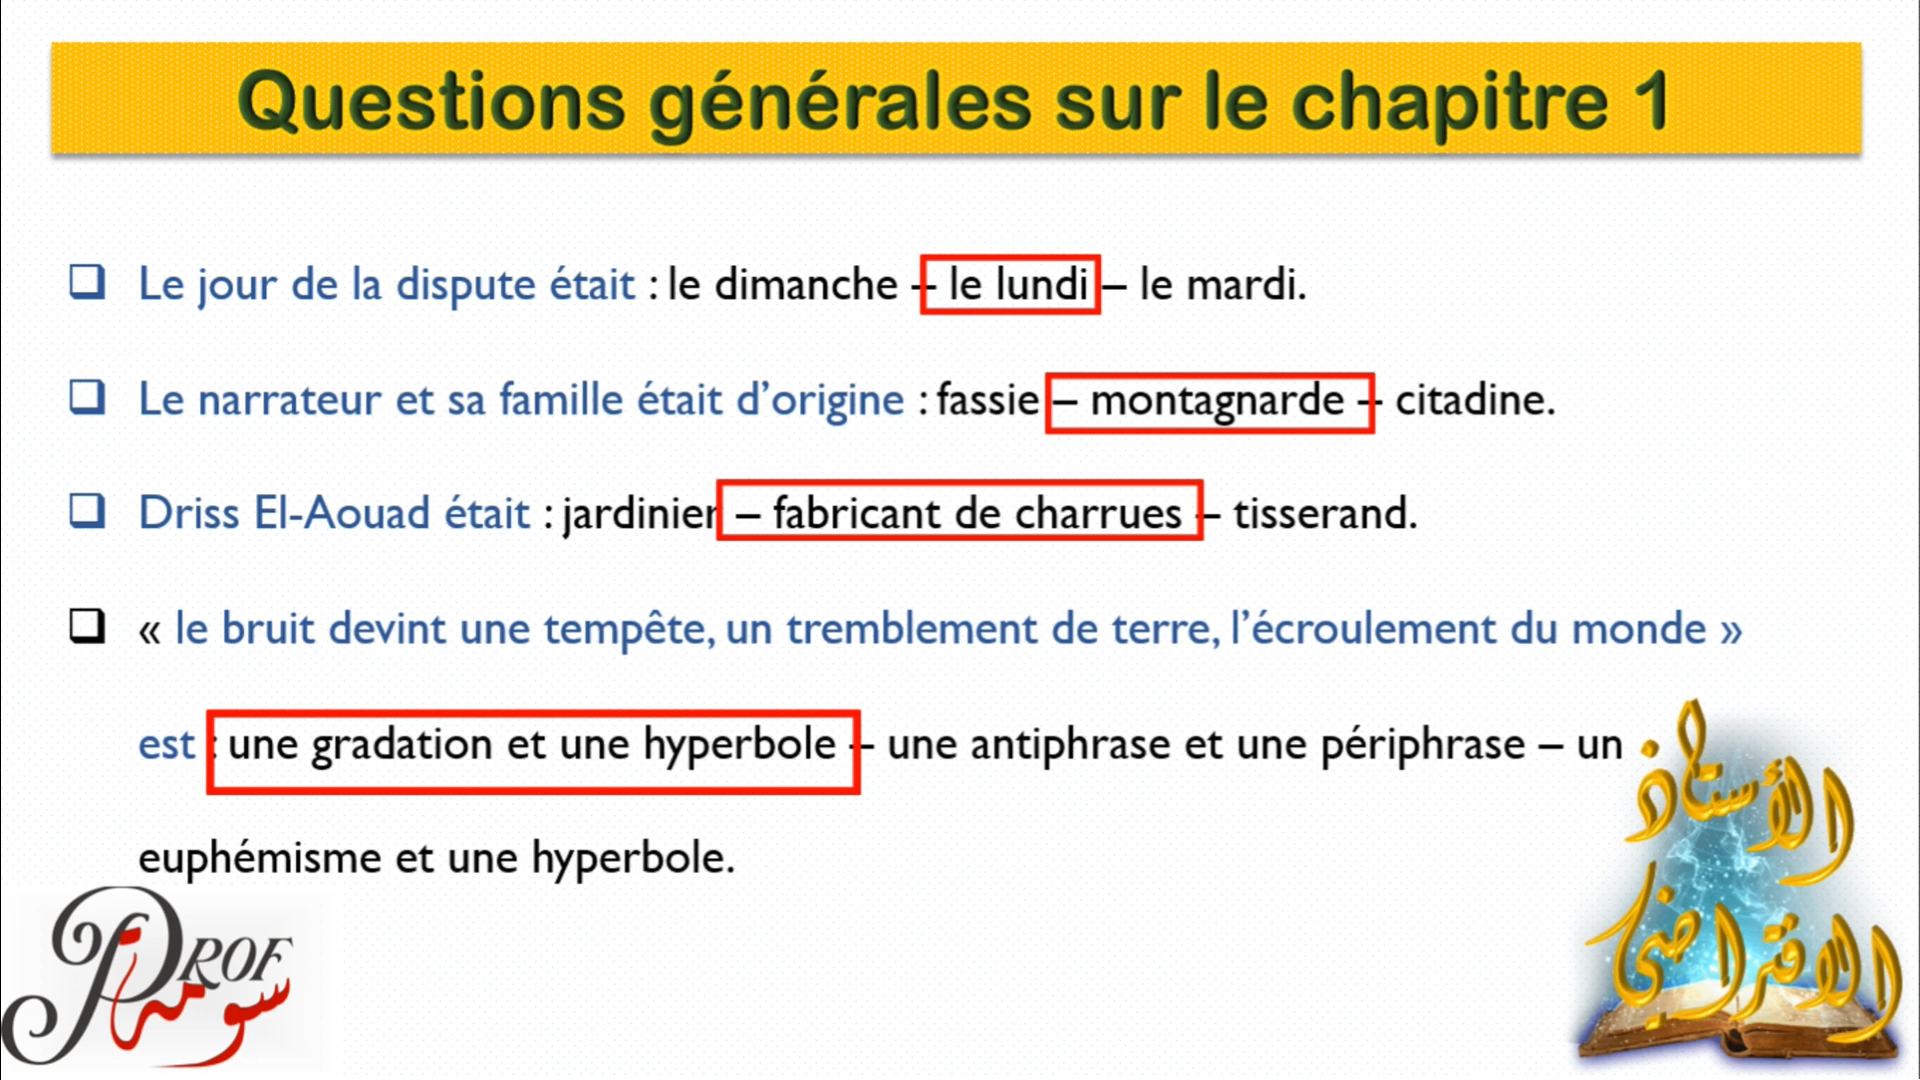 Questions générales sur le chapitre 1
❑ Le jour de la dispute était : le dimanche – le lundi – le mardi.
❑ Le narrateur et sa famille était d’origine : fassie – montagnarde – citadine.
❑ Driss El-Aouad était : jardinier – fabricant de charrues – tisserand.
❑ « le bruit devint une tempête, un tremblement de terre, l’écroulement du monde »
est : une gradation et une hyperbole – une antiphrase et une périphrase – un
euphémisme et une hyperbole.
الأستاذ
الافتراضي
PROF
سومية